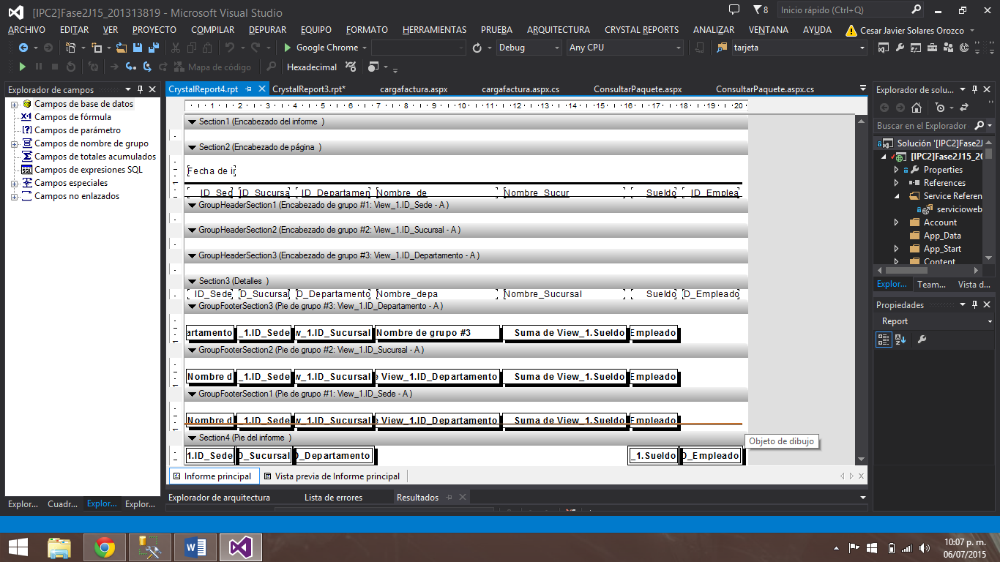 [IPC2]Fase2J15_201313819 - Microsoft Visual Studio
8
Inicio rápido (Ctrl+Q)
ARCHIVO EDITAR VER PROYECTO COMPILAR DEPURAR EQUIPO FORMATO HERRAMIENTAS PRUEBA ARQUITECTURA CRYSTAL REPORTS ANALIZAR VENTANA AYUDA Cesar Javier Solares Orozco
Google Chrome Debug Any CPU tarjeta
Mapa de código Hexadecimal
Explorador de campos
Campos de base de datos
Campos de fórmula
Campos de parámetro
Campos de nombre de grupo
Campos de totales acumulados
Campos de expresiones SQL
Campos especiales
Campos no enlazados
Explor... Cuadr... Explor... Explor...
CrystalReport4.rpt CrystalReport3.rpt* cargafactura.aspx cargafactura.aspx.cs ConsultarPaquete.aspx ConsultarPaquete.aspx.cs
1 2 3 4 5 6 7 8 9 10 11 12 13 14 15 16 17 18 19 20
Section1 (Encabezado del informe )
Section2 (Encabezado de página )
Fecha de i
ID_Sed ID_Sucursa ID_Departamen Nombre_de Nombre_Sucur Sueldo ID_Emplea
GroupHeaderSection1 (Encabezado de grupo #1: View_1.ID_Sede - A )
GroupHeaderSection2 (Encabezado de grupo #2: View_1.ID_Sucursal - A )
GroupHeaderSection3 (Encabezado de grupo #3: View_1.ID_Departamento - A )
Section3 (Detalles )
ID_Sede D_Sucursal D_Departamento Nombre_depa Nombre_Sucursal Sueldo D_Empleado
GroupFooterSection3 (Pie de grupo #3: View_1.ID_Departamento - A )
artamento _1.ID_Sede w_1.ID_Sucursal Nombre de grupo #3 Suma de View_1.Sueldo Empleado
GroupFooterSection2 (Pie de grupo #2: View_1.ID_Sucursal - A )
Nombre d _1.ID_Sede w_1.ID_Sucursal e View_1.ID_Departamento Suma de View_1.Sueldo Empleado
GroupFooterSection1 (Pie de grupo #1: View_1.ID_Sede - A )
Nombre d _1.ID_Sede w_1.ID_Sucursal e View_1.ID_Departamento Suma de View_1.Sueldo Empleado
Section4 (Pie del informe )
Objeto de dibujo
1.ID_Sede D_Sucursal D_Departamento _1.Sueldo D_Empleado
Informe principal Vista previa de Informe principal
Explorador de arquitectura Lista de errores Resultados
Explorador de solu...
Buscar en el Explorador
Solución '[IPC2]Fase2J
[IPC2]Fase2J15_20
Properties
References
Service Referen
servicioweb
Account
App_Data
App_Start
Content
Explor... Team... Vista d...
Propiedades
Report
10:07 p. m.
06/07/2015